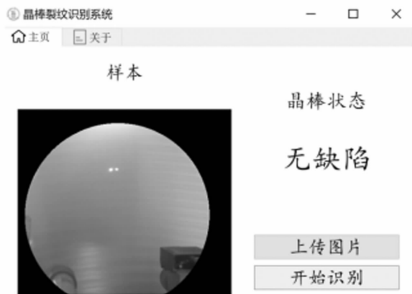 晶棒裂纹识别系统
主页 关于
样本
晶棒状态
无缺陷
上传图片
开始识别